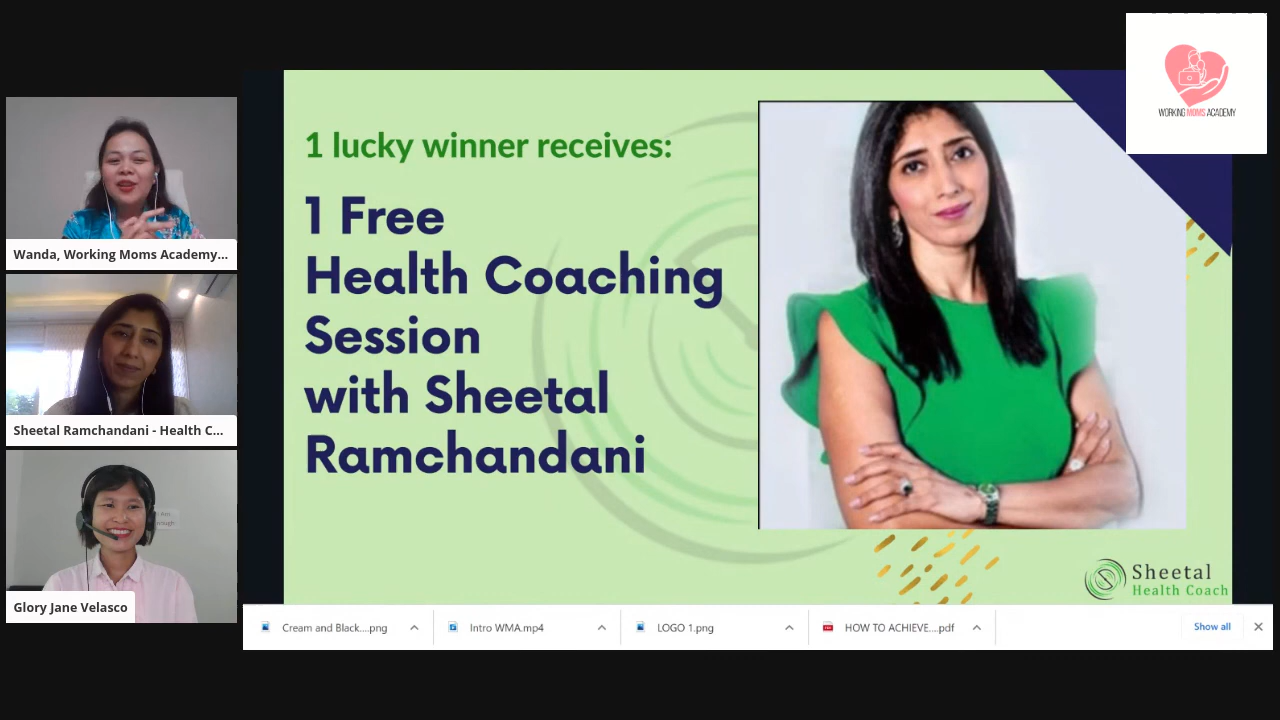 WORKING MOMS ACADEMY
1 lucky winner receives:
1 Free
Health Coaching
Session
with Sheetal
Ramchandani
Sheetal
Health Coach
Wanda, Working Moms Academy...
Sheetal Ramchandani - Health C...
Glory Jane Velasco
Cream and Black....png
Intro WMA.mp4
LOGO 1.png
HOW TO ACHIEVE....pdf
Show all